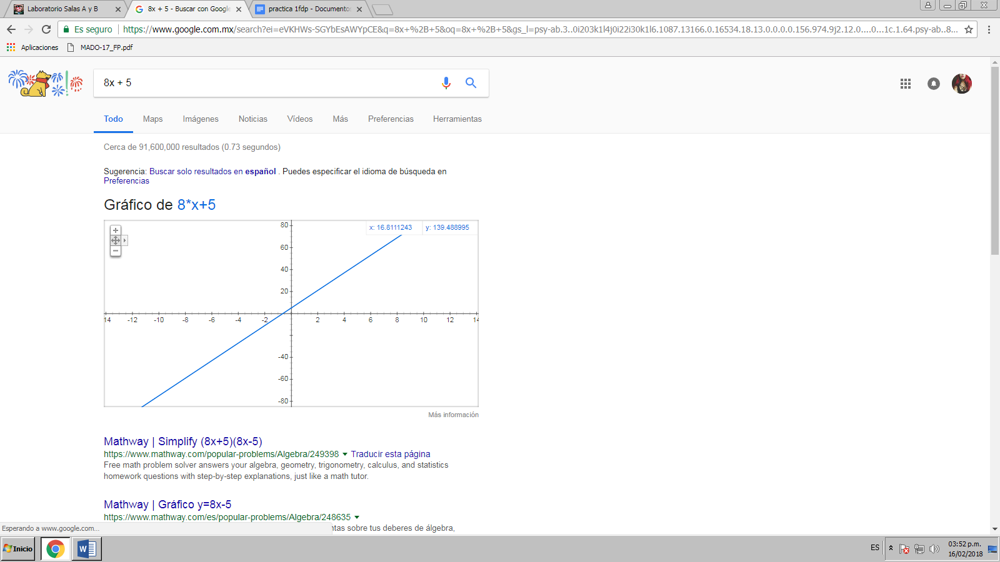 Laboratorio Salas A y B
8x + 5 - Buscar con Google
practica 1fdp - Documento
Es seguro
https://www.google.com.mx/search?ei=eVKHWs-SGYbEsAWYpCE&q=8x+%2B+5&oq=8x+%2B+5&gs_l=psy-ab.3..0i203k1l4j0i22i30k1l6.1087.13166.0.16534.18.13.0.0.0.0.156.974.9j2.12.0....0...1c.1.64.psy-ab..8...
Aplicaciones
MADO-17_FP.pdf
8x + 5
Todo Maps Imágenes Noticias Vídeos Más Preferencias Herramientas
Cerca de 91,600,000 resultados (0.73 segundos)
Sugerencia: Buscar solo resultados en español . Puedes especificar el idioma de búsqueda en
Preferencias
Gráfico de 8*x+5
x: 16.8111243 y: 139.488995
80
60
40
20
14 -12 -10 -8 -6 -4 -2 2 4 6 8 10 12 14
-40
-60
-80
Más información
Mathway | Simplify (8x+5)(8x-5)
https://www.mathway.com/popular-problems/Algebra/249398 Traducir esta página
Free math problem solver answers your algebra, geometry, trigonometry, calculus, and statistics
homework questions with step-by-step explanations, just like a math tutor.
Mathway | Gráfico y=8x-5
https://www.mathway.com/es/popular-problems/Algebra/248635
ntas sobre tus deberes de álgebra,
Esperando a www.google.com...
Inicio
ES
03:52 p.m.
16/02/2018